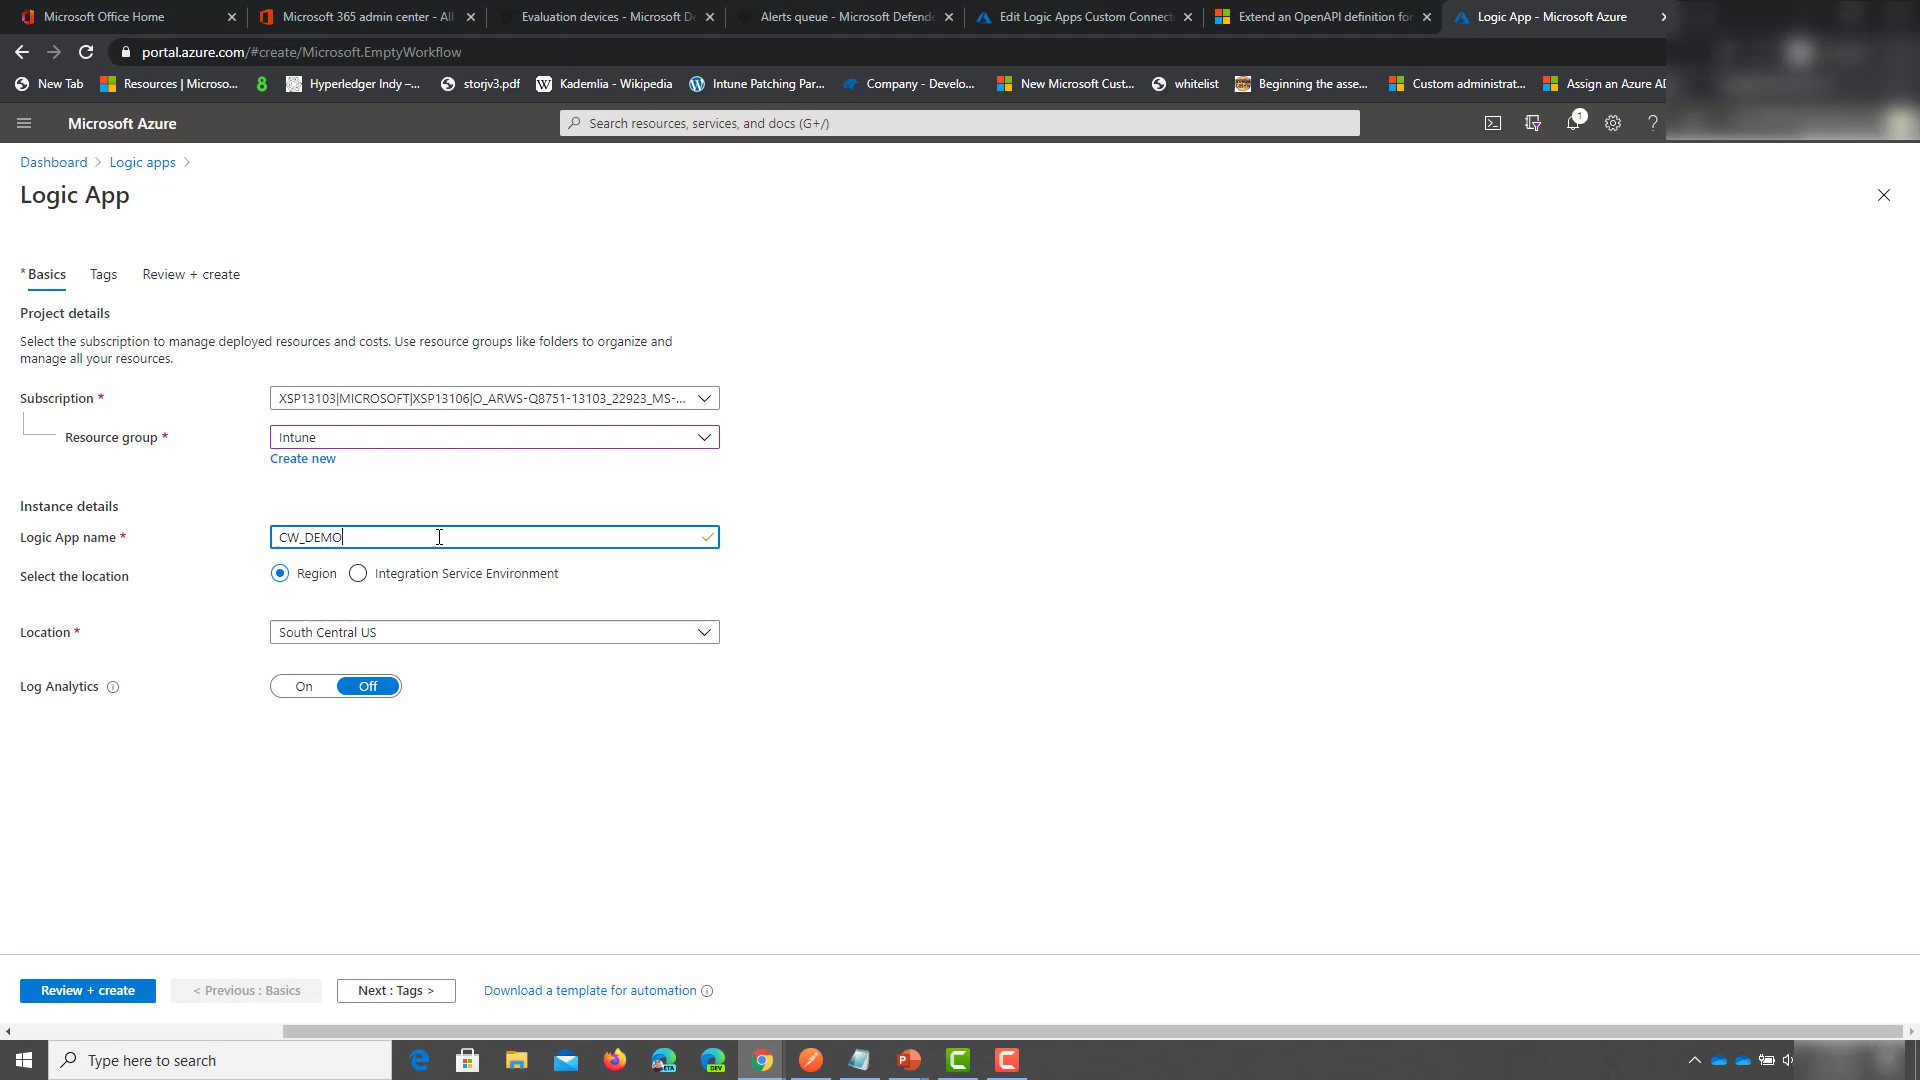 Microsoft Office Home
Microsoft 365 admin center - All
Evaluation devices - Microsoft De
Alerts queue - Microsoft Defende
Edit Logic Apps Custom Connect
Extend an OpenAPI definition for
Logic App - Microsoft Azure
portal.azure.com/#create/Microsoft.EmptyWorkflow
New Tab
Resources | Microso...
Hyperledger Indy –...
storjv3.pdf
Kademlia - Wikipedia
Intune Patching Par...
Company - Develo...
New Microsoft Cust...
whitelist
Beginning the asse...
Custom administrat...
Assign an Azure AD
Microsoft Azure
Search resources, services, and docs (G+/)
1
Dashboard > Logic apps >
Logic App
* Basics
Tags
Review + create
Project details
Select the subscription to manage deployed resources and costs. Use resource groups like folders to organize and
manage all your resources.
Subscription *
XSP13103|MICROSOFT|XSP13106|O_ARWS-Q8751-13103_22923_MS-...
Resource group *
Intune
Create new
Instance details
Logic App name *
CW_DEMO
Select the location
Region
Integration Service Environment
Location *
South Central US
Log Analytics
On
Off
Review + create
< Previous : Basics
Next : Tags >
Download a template for automation
Type here to search
BETA
DEV